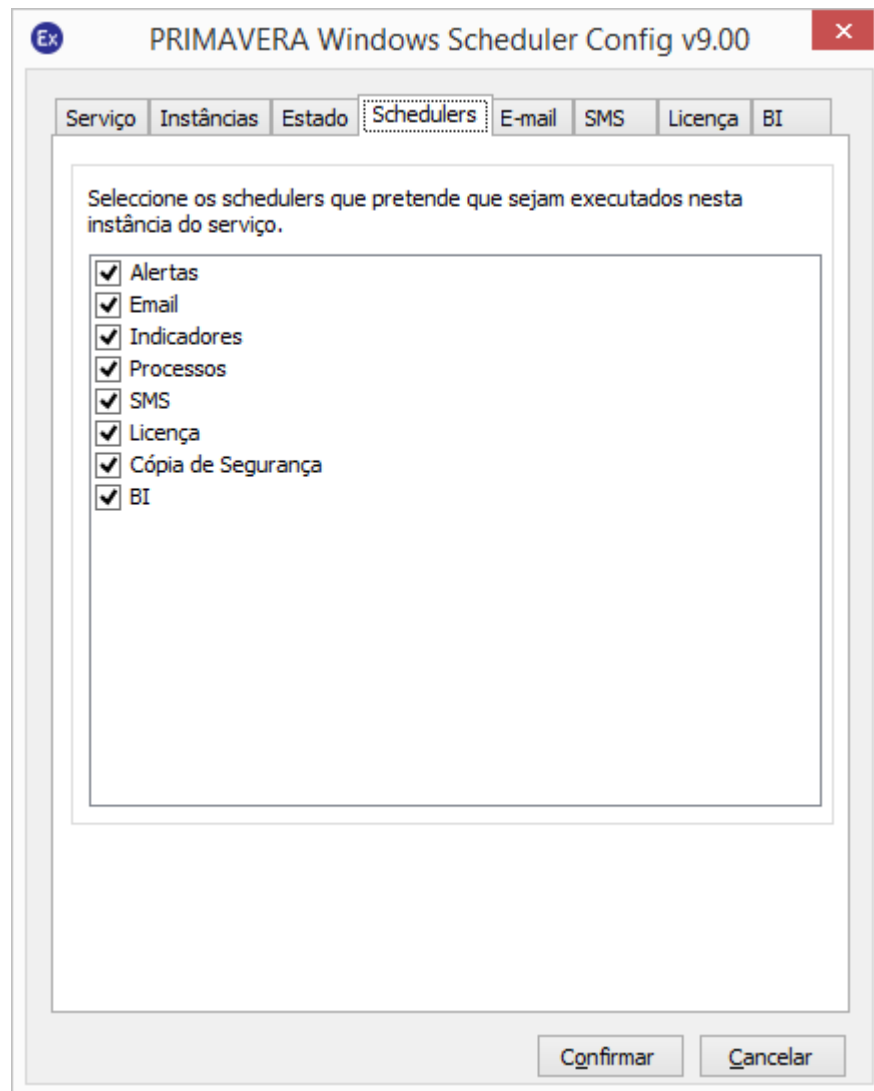 Ex PRIMAVERA Windows Scheduler Config v9.00
Serviço Instâncias Estado Schedulers E-mail SMS Licença BI
Seleccione os schedulers que pretende que sejam executados nesta
instância do serviço.
Alertas
Email
Indicadores
Processos
SMS
Licença
Cópia de Segurança
BI
Confirmar Cancelar